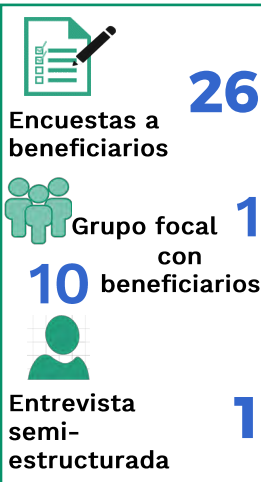 26
Encuestas a
beneficiarios
Grupo focal 1
con
10 beneficiarios
Entrevista
semi- 1
estructurada